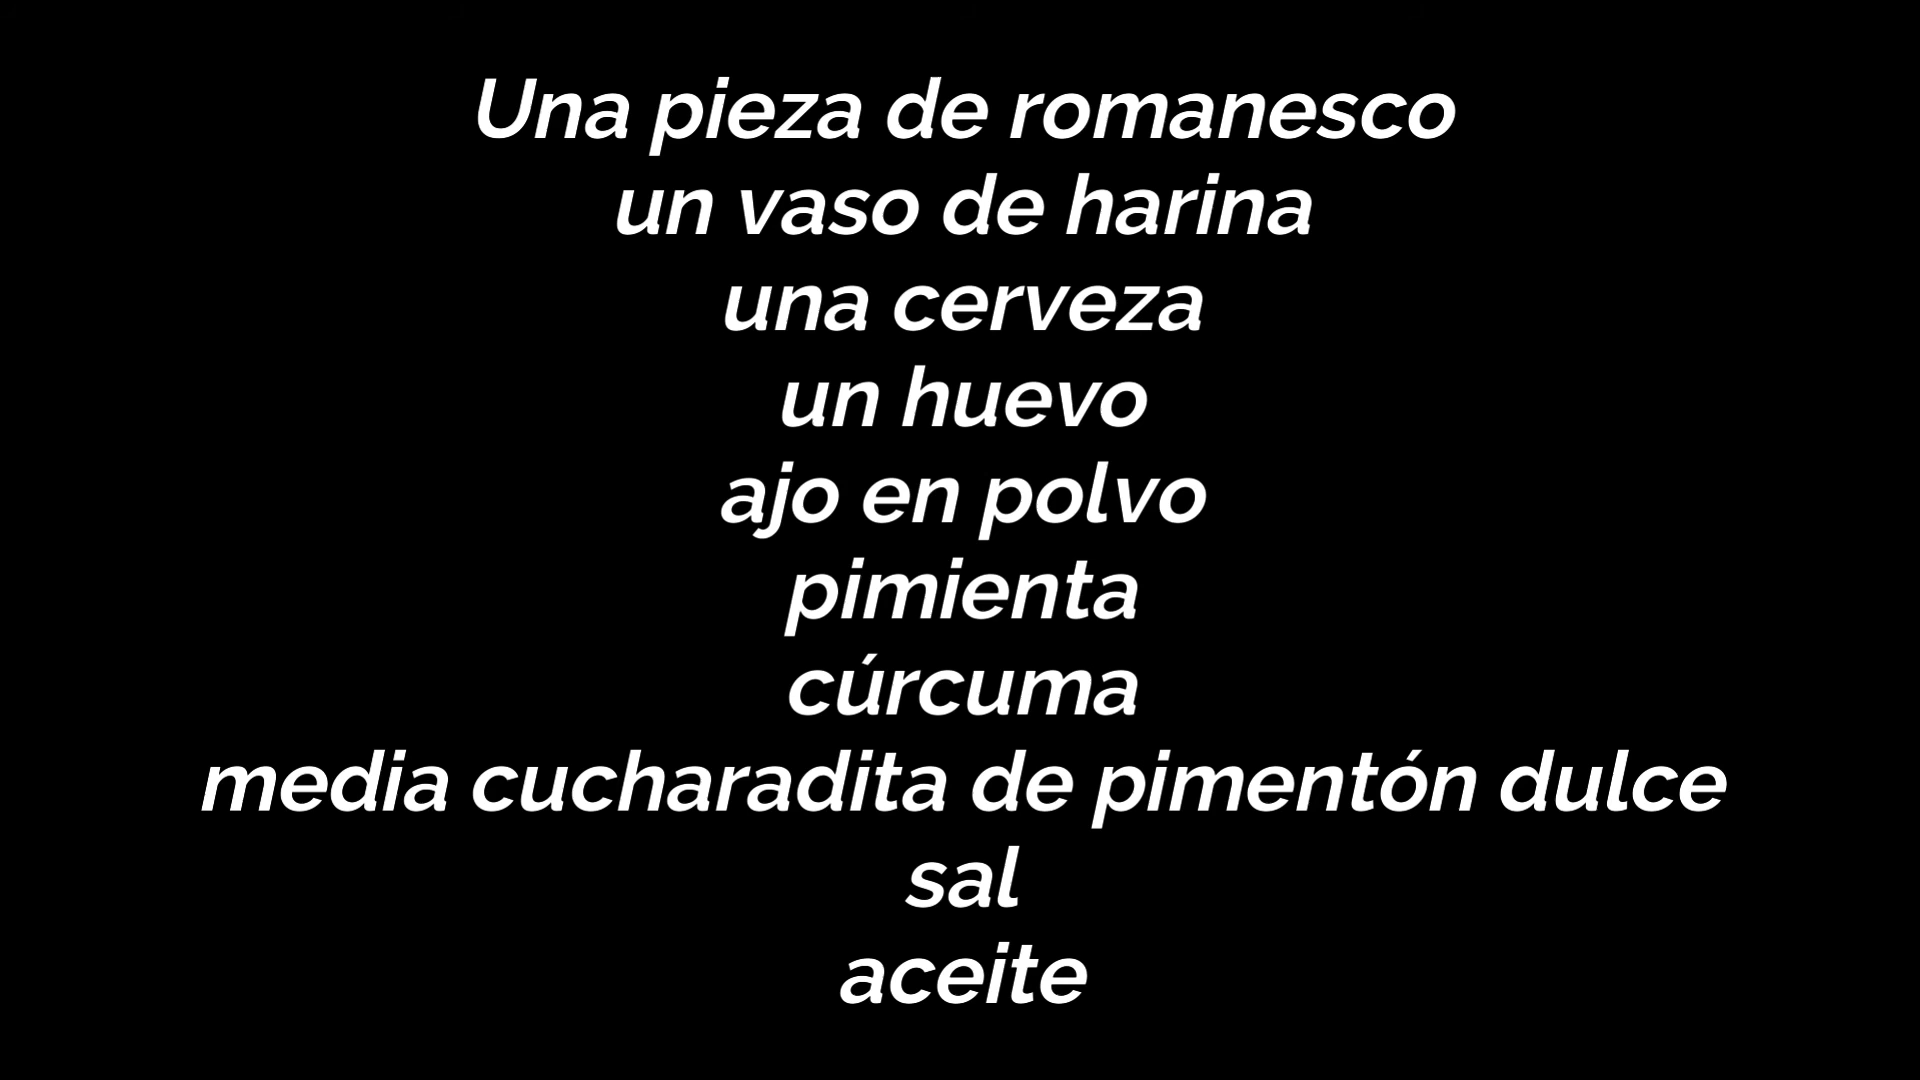 Una pieza de romanesco
un vaso de harina
una cerveza
un huevo
ajo en polvo
pimienta
cúrcuma
media cucharadita de pimentón dulce
sal
aceite